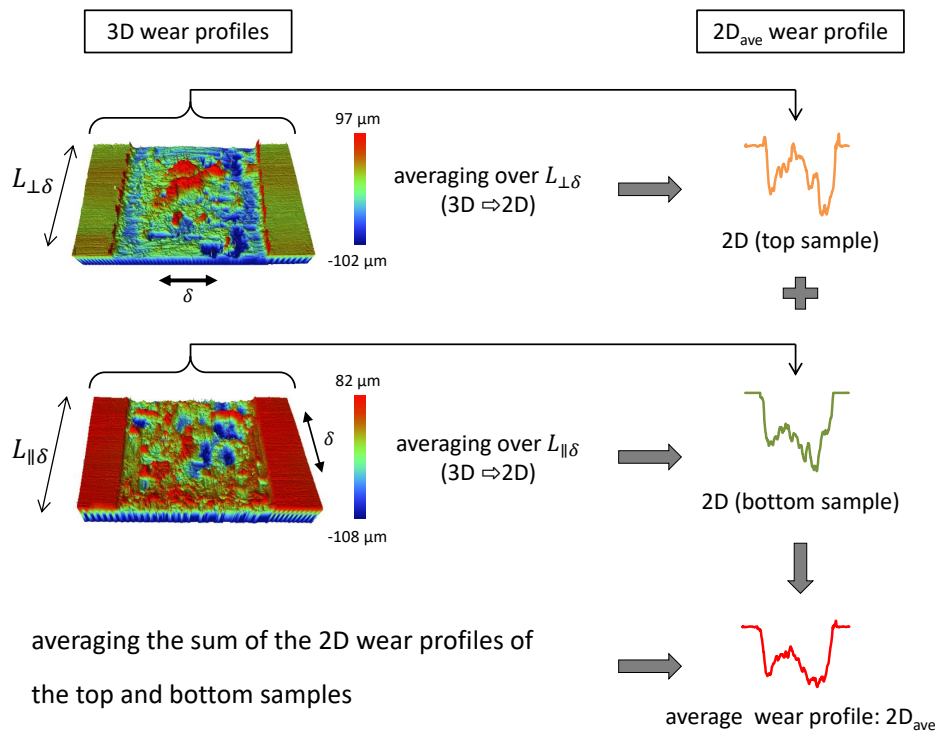 3D wear profiles
2D_ave wear profile
97 µm
L⊥δ
averaging over L⊥δ
(3D ⇨2D)
-102 µm
δ
2D (top sample)
82 µm
L∥δ
δ
averaging over L∥δ
(3D ⇨2D)
-108 µm
2D (bottom sample)
averaging the sum of the 2D wear profiles of
the top and bottom samples
average wear profile: 2D_ave